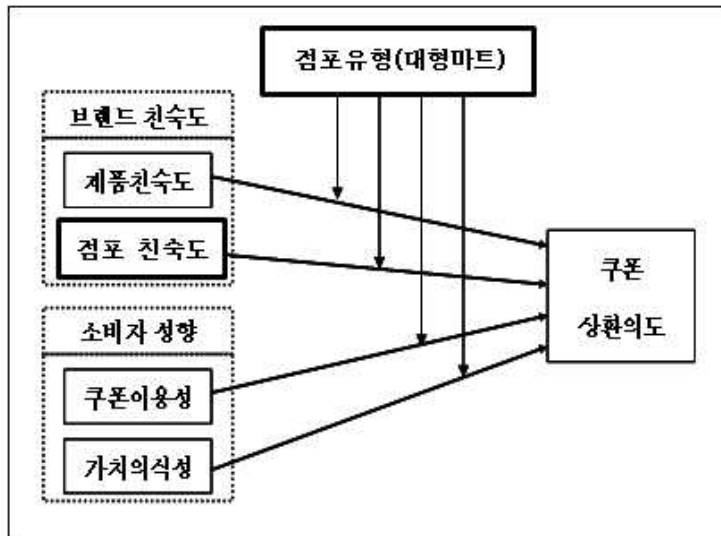 점포유형(대형마트)
브랜드 친숙도
제품친숙도
점포 친숙도
쿠폰
상환의도
소비자 성향
쿠폰이용성
가치의식성